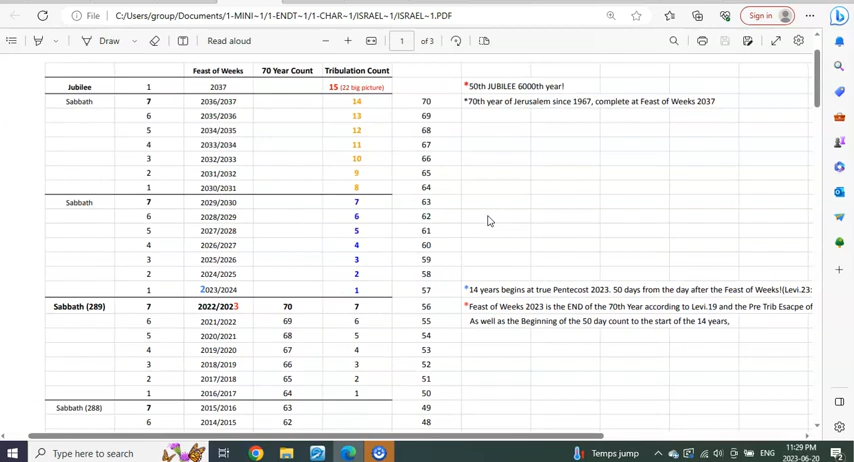 C:/Users/group/Documents/1-MINI~1/1-ENDT~1/1-CHAR~1/ISRAEL~1/ISRAEL~1.PDF
Sign in
Draw
Read aloud
1
of 3
Feast of Weeks 70 Year Count Tribulation Count
Jubilee 1 2037 15 (22 big picture) *50th JUBILEE 6000th year!
Sabbath 7 2036/2037 14 70 *70th year of Jerusalem since 1967, complete at Feast of Weeks 2037
6 2035/2036 13 69
5 2034/2035 12 68
4 2033/2034 11 67
3 2032/2033 10 66
2 2031/2032 9 65
1 2030/2031 8 64
Sabbath 7 2029/2030 7 63
6 2028/2029 6 62
5 2027/2028 5 61
4 2026/2027 4 60
3 2025/2026 3 59
2 2024/2025 2 58
1 2023/2024 1 57 *14 years begins at true Pentecost 2023. 50 days from the day after the Feast of Weeks!(Levi.23:
Sabbath (289) 7 2022/2023 70 7 56 *Feast of Weeks 2023 is the END of the 70th Year according to Levi.19 and the Pre Trib Esacpe of
6 2021/2022 69 6 55 As well as the Beginning of the 50 day count to the start of the 14 years,
5 2020/2021 68 5 54
4 2019/2020 67 4 53
3 2018/2019 66 3 52
2 2017/2018 65 2 51
1 2016/2017 64 1 50
Sabbath (288) 7 2015/2016 63 49
6 2014/2015 62 48
Type here to search
Temps jump
ENG
11:29 PM
2023-06-20
2